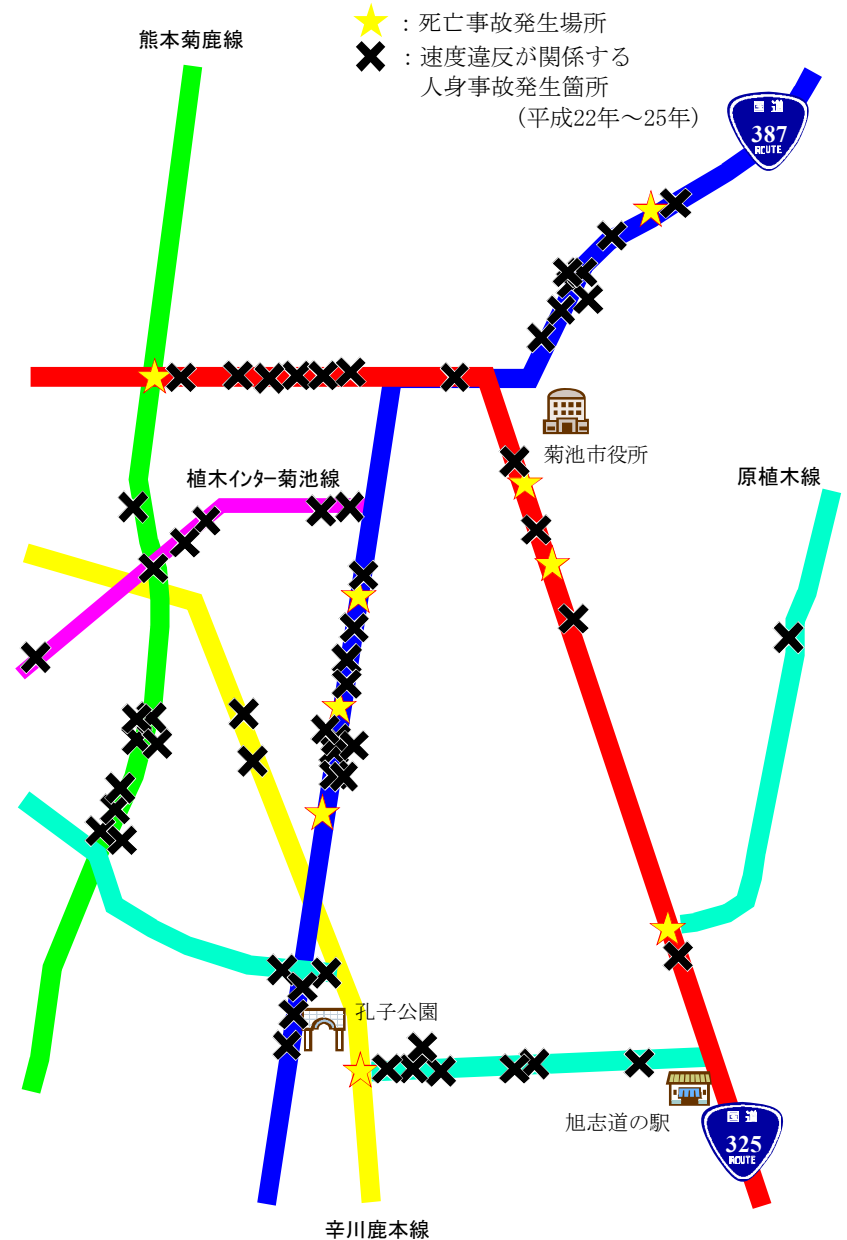 ：死亡事故発生場所
：速度違反が関係する
人身事故発生箇所
（平成22年～25年）
熊本菊鹿線
国道
387
ROUTE
菊池市役所
植木インター菊池線
原植木線
孔子公園
旭志道の駅
国道
325
ROUTE
辛川鹿本線